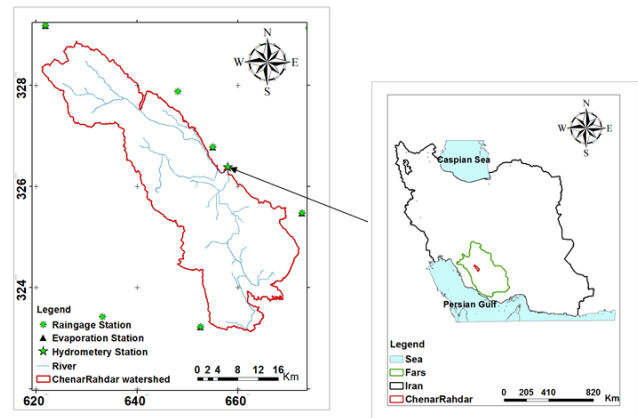 N
W E
S
328
326
324
Legend
Raingage Station
Evaporation Station
Hydrometery Station
River
ChenarRahdar watershed
0 2 4 8 12 16
Km
620 640 660
N
W E
S
Caspian Sea
Persian Gulf
Legend
Sea
Fars
Iran
ChenarRahdar
0 205 410 820
Km